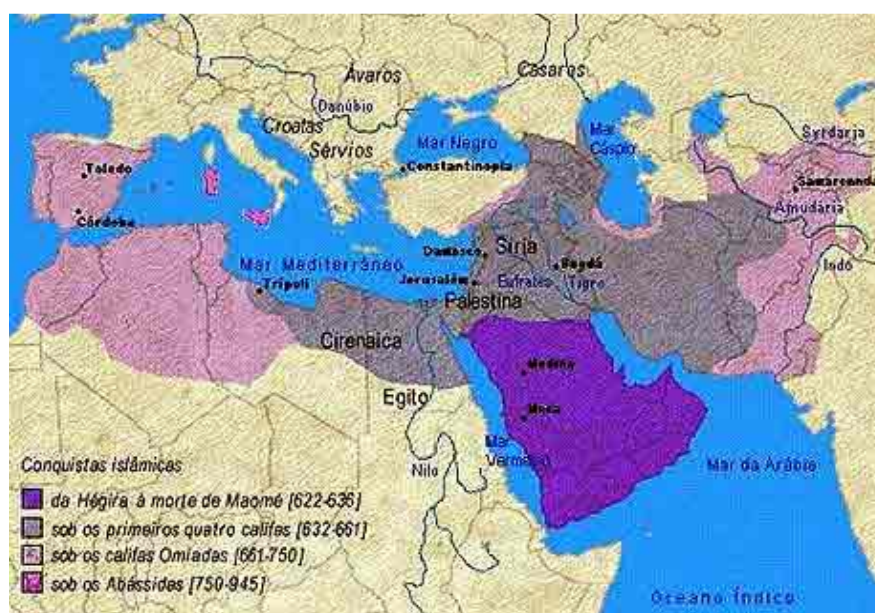 Ávaros
Cásaros
Danúbio
Croatas
Mar Negro
Mar
Cáspio
Syrdarja
Sérvios
Toledo
Constantinopla
Samarcanda
Amudária
Córdoba
Damasco
Síria
Mar Mediterrâneo
Bagdá
Indo
Jerusalém
Eufrates
Tigre
Trípoli
Palestina
Cirenaica
Medina
Egito
Meca
Mar
Vermelho
Nilo
Mar da Arábia
Conquistas islâmicas
da Hégira à morte de Maomé [622-636]
sob os primeiros quatro califas [632-661]
sob os califas Omíadas [661-750]
sob os Abássidas [750-945]
Oceano Índico